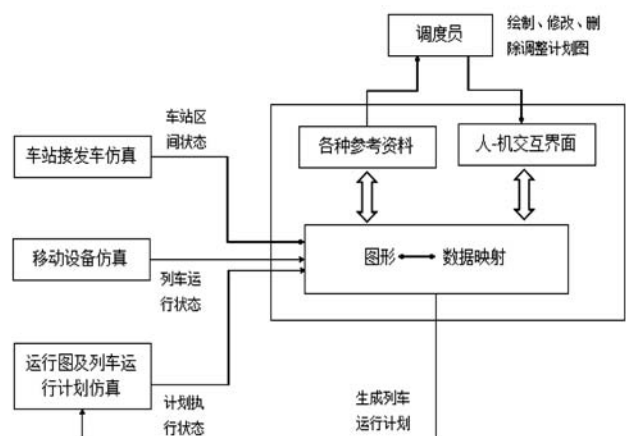 调度员
绘制、修改、删
除调整计划图
车站区
间状态
各种参考资料
人-机交互界面
车站接发车仿真
图形
数据映射
移动设备仿真
列车运
行状态
运行图及列车运
行计划仿真
计划执
行状态
生成列车
运行计划